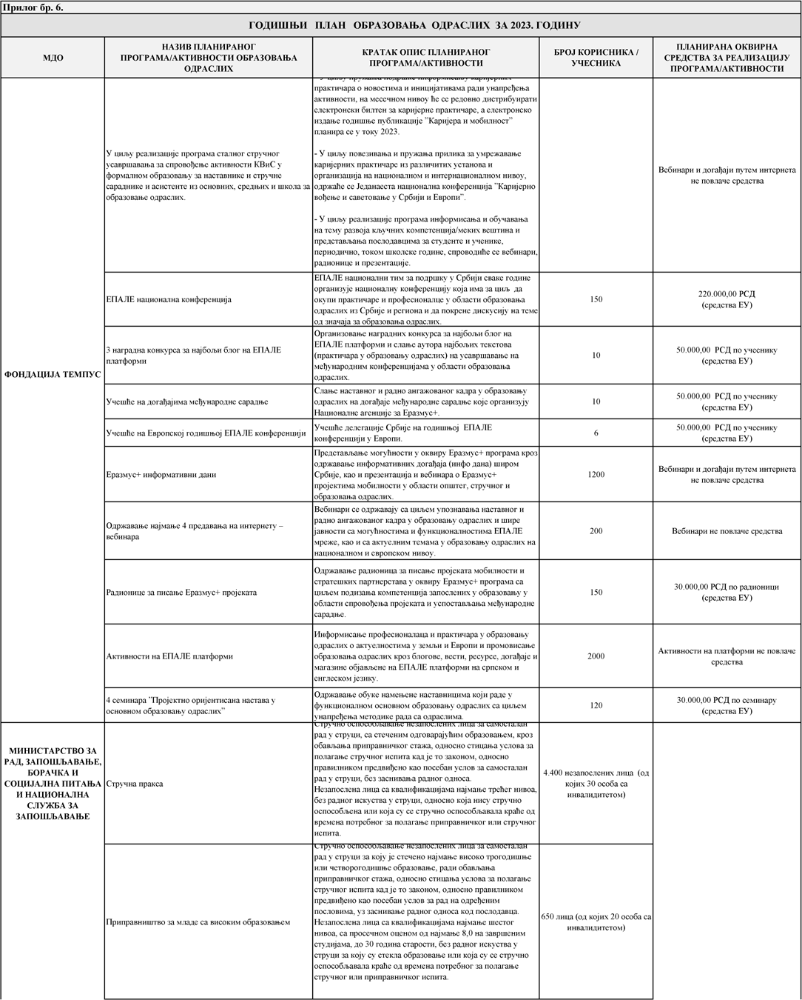 Прилог бр. 6.
ГОДИШЊИ ПЛАН ОБРАЗОВАЊА ОДРАСЛИХ ЗА 2023. ГОДИНУ
МДО
НАЗИВ ПЛАНИРАНОГ
ПРОГРАМА/АКТИВНОСТИ ОБРАЗОВАЊА
ОДРАСЛИХ
КРАТАК ОПИС ПЛАНИРАНОГ
ПРОГРАМА/АКТИВНОСТИ
БРОЈ КОРИСНИКА /
УЧЕСНИКА
ПЛАНИРАНА ОКВИРНА
СРЕДСТВА ЗА РЕАЛИЗАЦИЈУ
ПРОГРАМА/АКТИВНОСТИ
ФОНДАЦИЈА ТЕМПУС
У циљу реализације програма сталног стручног
усавршавања за спровођење активности КВиС у
формалном образовању за наставнике и стручне
сараднике и асистенте из основних, средњих и школа за
образовање одраслих.
- У циљу пружања подршке информисању каријерних
практичара о новостима и иницијативама ради унапређења
активности, на месечном нивоу ће се редовно дистрибуирати
електронски билтен за каријерне практичаре, а електронско
издање годишње публикације ”Каријера и мобилност”
планира се у току 2023.
- У циљу повезивања и пружања прилика за умрежавање
каријерних практичаре из различитих установа и
организација на националном и интернационалном нивоу,
одржаће се Једанаеста национална конференција ”Каријерно
вођење и саветовање у Србији и Европи”.
- У циљу реализације програма информисања и обучавања
на тему развоја кључних компетенција/меких вештина и
представљања послодавцима за студенте и ученике,
периодично, током школске године, спроводиће се вебинари,
радионице и презентације.
Вебинари и догађаји путем интернета
не повлаче средства
ЕПАЛЕ национална конференција
ЕПАЛЕ национални тим за подршку у Србији сваке године
организује националну конференцију која има за циљ да
окупи практичаре и професионалце у области образовања
одраслих из Србије и региона и да покрене дискусију на теме
од значаја за образовања одраслих.
150
220.000,00 РСД
(средства ЕУ)
3 наградна конкурса за најбољи блог на ЕПАЛЕ
платформи
Организовање наградних конкурса за најбољи блог на
ЕПАЛЕ платформи и слање аутора најбољих текстова
(практичара у образовању одраслих) на усавршавање на
међународним конференцијама у области образовања
одраслих.
10
50.000,00 РСД по учеснику
(средства ЕУ)
Учешће на догађајима међународне сарадње
Слање наставног и радно ангажованог кадра у образовању
одраслих на догађаје међународне сарадње које организују
Националне агенције за Еразмус+.
10
50.000,00 РСД по учеснику
(средства ЕУ)
Учешће на Европској годишњој ЕПАЛЕ конференцији
Учешће делегације Србије на годишњој ЕПАЛЕ
конференцији у Европи.
6
50.000,00 РСД по учеснику
(средства ЕУ)
Еразмус+ информативни дани
Представљање могућности у оквиру Еразмус+ програма кроз
одржавање информативних догађаја (инфо дана) широм
Србије, као и презентација и вебинара о Еразмус+
пројектима мобилности у области општег, стручног и
образовања одраслих.
1200
Вебинари и догађаји путем интернета
не повлаче средства
Одржавање најмање 4 предавања на интернету –
вебинара
Вебинари се одржавају са циљем упознавања наставног и
радно ангажованог кадра у образовању одраслих и шире
јавности са могућностима и функционалностима ЕПАЛЕ
мреже, као и са актуелним темама у образовању одраслих на
националном и европском нивоу.
200
Вебинари не повлаче средства
Радионице за писање Еразмус+ пројеката
Одржавање радионица за писање пројеката мобилности и
стратешких партнерстава у оквиру Еразмус+ програма са
циљем подизања компетенција запослених у образовању у
области спровођења пројеката и успостављања међународне
сарадње.
150
30.000,00 РСД по радионици
(средства ЕУ)
Активности на ЕПАЛЕ платформи
Информисање професионалаца и практичара у образовању
одраслих о актуелностима у земљи и Европи и промовисање
образовања одраслих кроз блогове, вести, ресурсе, догађаје и
магазине објављене на ЕПАЛЕ платформи на српском и
енглеском језику.
2000
Активности на платформи не повлаче
средства
4 семинара ”Пројектно оријентисана настава у
основном образовању одраслих”
Одржавање обуке намењене наставницима који раде у
функционалном основном образовању одраслих са циљем
унапређења методике рада са одраслима.
120
30.000,00 РСД по семинару
(средства ЕУ)
МИНИСТАРСТВО ЗА
РАД, ЗАПОШЉАВАЊЕ,
БОРАЧКА И
СОЦИЈАЛНА ПИТАЊА
И НАЦИОНАЛНА
СЛУЖБА ЗА
ЗАПОШЉАВАЊЕ
Стручна пракса
Стручно оспособљавање незапослених лица за самосталан
рад у струци, са стеченим одговарајућим образовањем, кроз
обављања приправничког стажа, односно стицања услова за
полагање стручног испита кад је то законом, односно
правилником предвиђено као посебан услов за самосталан
рад у струци, без заснивања радног односа.
Незапослена лица са квалификацијама најмање трећег нивоа,
без радног искуства у струци, односно која нису стручно
оспособљена или која су се стручно оспособљавала краће од
времена потребног за полагање приправничког или стручног
испита.
4.400 незапослених лица (од
којих 30 особа са
инвалидитетом)
Приправништво за младе са високим образовањем
Стручно оспособљавање незапослених лица за самосталан
рад у струци за коју је стечено најмање високо трогодишње
или четворогодишње образовање, ради обављања
приправничког стажа, односно стицања услова за полагање
стручног испита кад је то законом, односно правилником
предвиђено као посебан услов за рад на одређеним
пословима, уз заснивање радног односа код послодавца.
Незапослена лица са квалификацијама најмање шестог
нивоа, са просечном оценом од најмање 8,0 на завршеним
студијама, до 30 година старости, без радног искуства у
струци за коју су стекла образовање или која су се стручно
оспособљавала краће од времена потребног за полагање
стручног или приправничког испита.
650 лица (од којих 20 особа са
инвалидитетом)